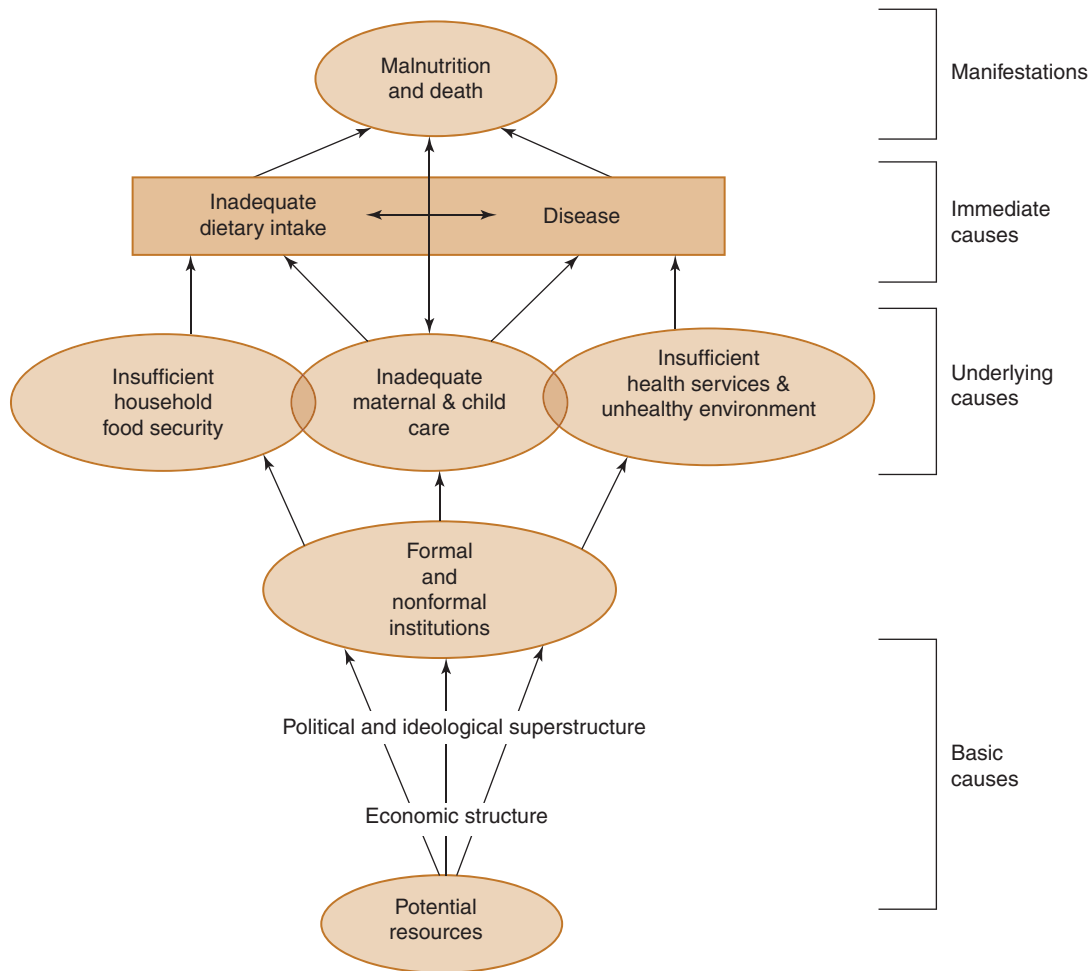 Malnutrition
and death
Manifestations
Inadequate
dietary intake
Disease
Immediate
causes
Insufficient
household
food security
Inadequate
maternal & child
care
Insufficient
health services &
unhealthy environment
Underlying
causes
Formal
and
nonformal
institutions
Political and ideological superstructure
Economic structure
Basic
causes
Potential
resources